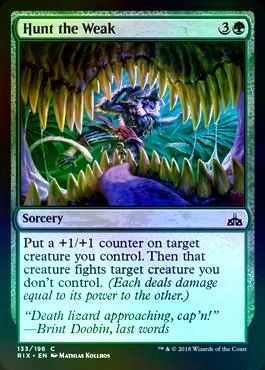 Hunt the Weak 3
Sorcery
Put a +1/+1 counter on target
creature you control. Then that
creature fights target creature you
don't control. (Each deals damage
equal to its power to the other.)
"Death lizard approaching, cap'n!"
—Brint Doobin, last words
133/196 C
RIX • EN Mathias Kollros
™ & © 2018 Wizards of the Coast